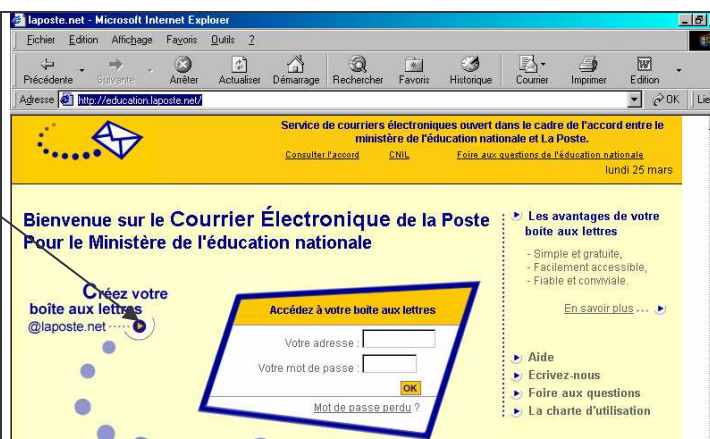 laposte.net - Microsoft Internet Explorer
Fichier Edition Affichage Favoris Outils ?
Précédente Suivante Arrêter Actualiser Démarrage Rechercher Favoris Historique Courrier Imprimer Edition
Adresse http://education.laposte.net/ OK Lie
Service de courriers électroniques ouvert dans le cadre de l'accord entre le
ministère de l'éducation nationale et La Poste.
Consulter l'accord CNIL Foire aux questions de l'éducation nationale
lundi 25 mars
Bienvenue sur le Courrier Électronique de la Poste
Pour le Ministère de l'éducation nationale
Créez votre
boîte aux lettres
@laposte.net
Accédez à votre boite aux lettres
Votre adresse :
Votre mot de passe :
OK
Mot de passe perdu ?
Les avantages de votre
boîte aux lettres
- Simple et gratuite,
- Facilement accessible,
- Fiable et conviviale.
En savoir plus ...
Aide
Ecrivez-nous
Foire aux questions
La charte d'utilisation